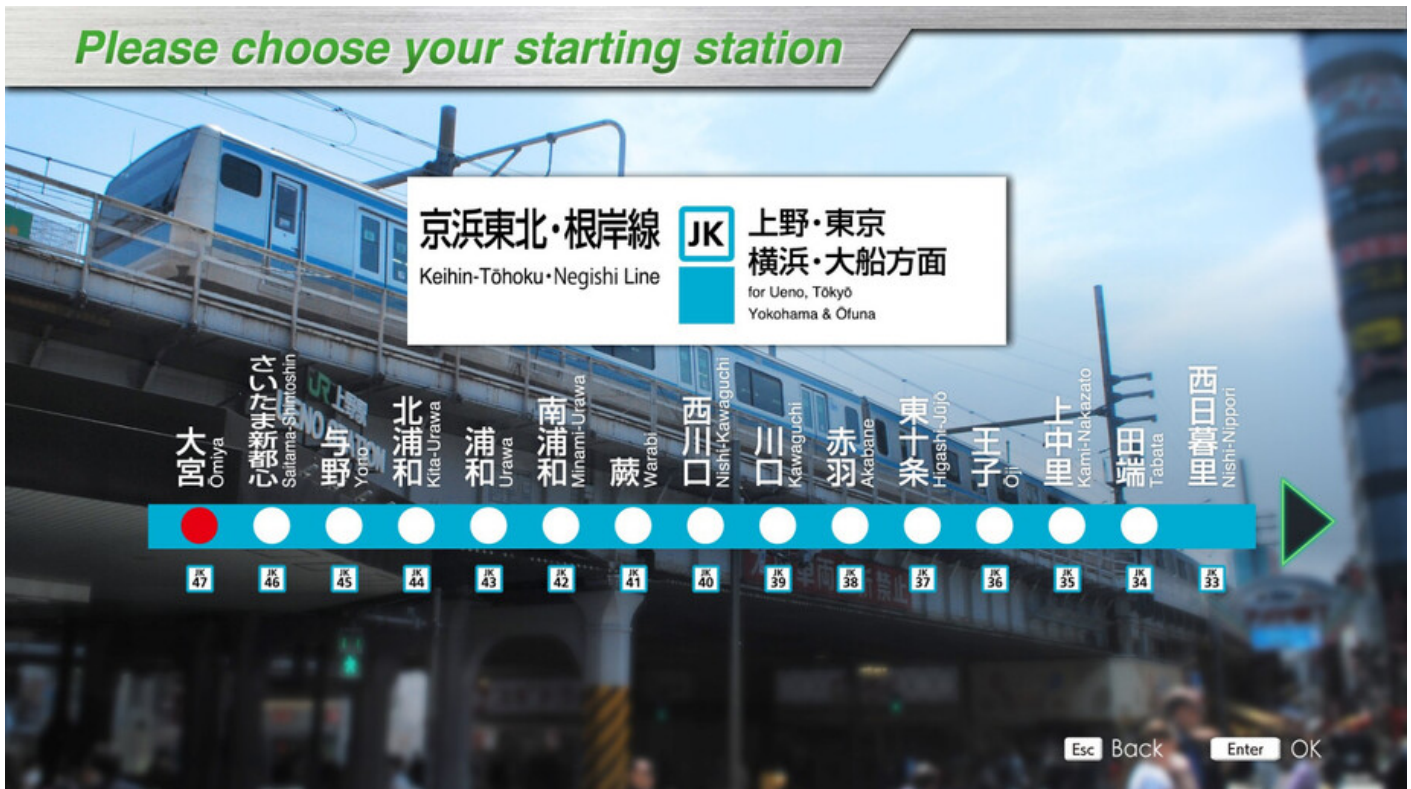 Please choose your starting station
京浜東北・根岸線
Keihin-Tōhoku・Negishi Line
JK
上野・東京
横浜・大船方面
for Ueno, Tōkyō
Yokohama & Ōfuna
大宮 Ōmiya
さいたま新都心 Saitama-Shintoshin
与野 Yono
北浦和 Kita-Urawa
浦和 Urawa
南浦和 Minami-Urawa
蕨 Warabi
西川口 Nishi-Kawaguchi
川口 Kawaguchi
赤羽 Akabane
東十条 Higashi-Jūjō
王子 Ōji
上中里 Kami-Nakazato
田端 Tabata
西日暮里 Nishi-Nippori
JR 上野駅
UENO STATION
JK 47
JK 46
JK 45
JK 44
JK 43
JK 42
JK 41
JK 40
JK 39
JK 38
JK 37
JK 36
JK 35
JK 34
JK 33
Esc Back
Enter OK